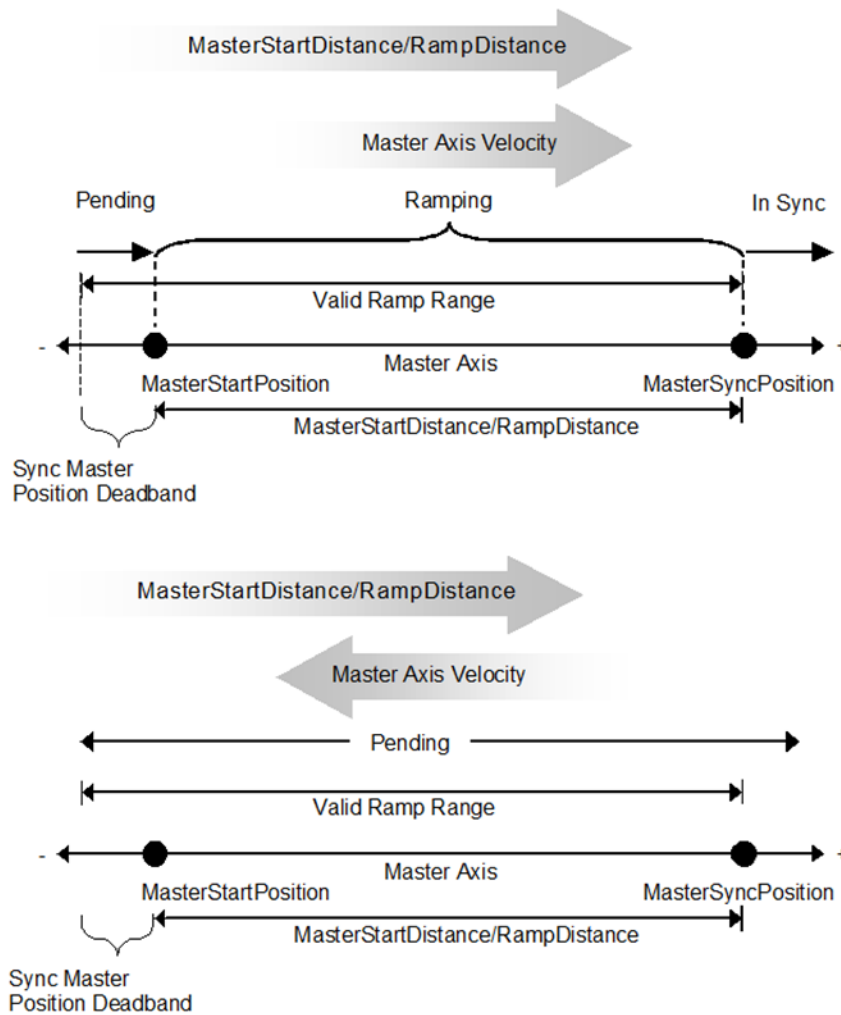 MasterStartDistance/RampDistance
Master Axis Velocity
Pending
Ramping
In Sync
Valid Ramp Range
-
Master Axis
+
MasterStartPosition
MasterSyncPosition
MasterStartDistance/RampDistance
Sync Master
Position Deadband
MasterStartDistance/RampDistance
Master Axis Velocity
Pending
Valid Ramp Range
-
Master Axis
+
MasterStartPosition
MasterSyncPosition
MasterStartDistance/RampDistance
Sync Master
Position Deadband